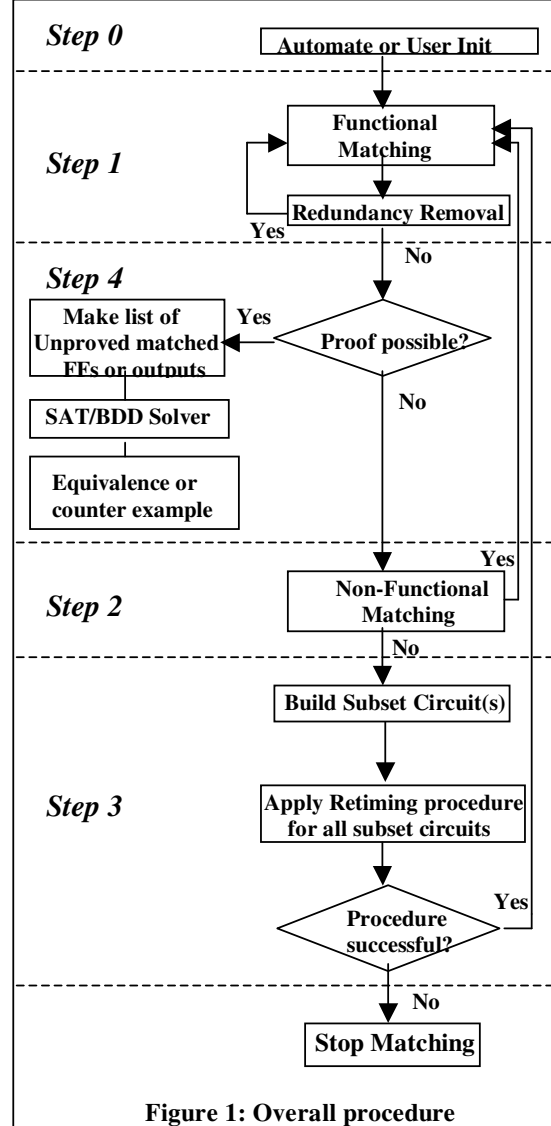 Step 0
Automate or User Init
Functional
Matching
Step 1
Redundancy Removal
Yes
No
Step 4
Make list of
Unproved matched
FFs or outputs
Yes
Proof possible?
SAT/BDD Solver
No
Equivalence or
counter example
Yes
Step 2
Non-Functional
Matching
No
Build Subset Circuit(s)
Step 3
Apply Retiming procedure
for all subset circuits
Yes
Procedure
successful?
No
Stop Matching
Figure 1: Overall procedure